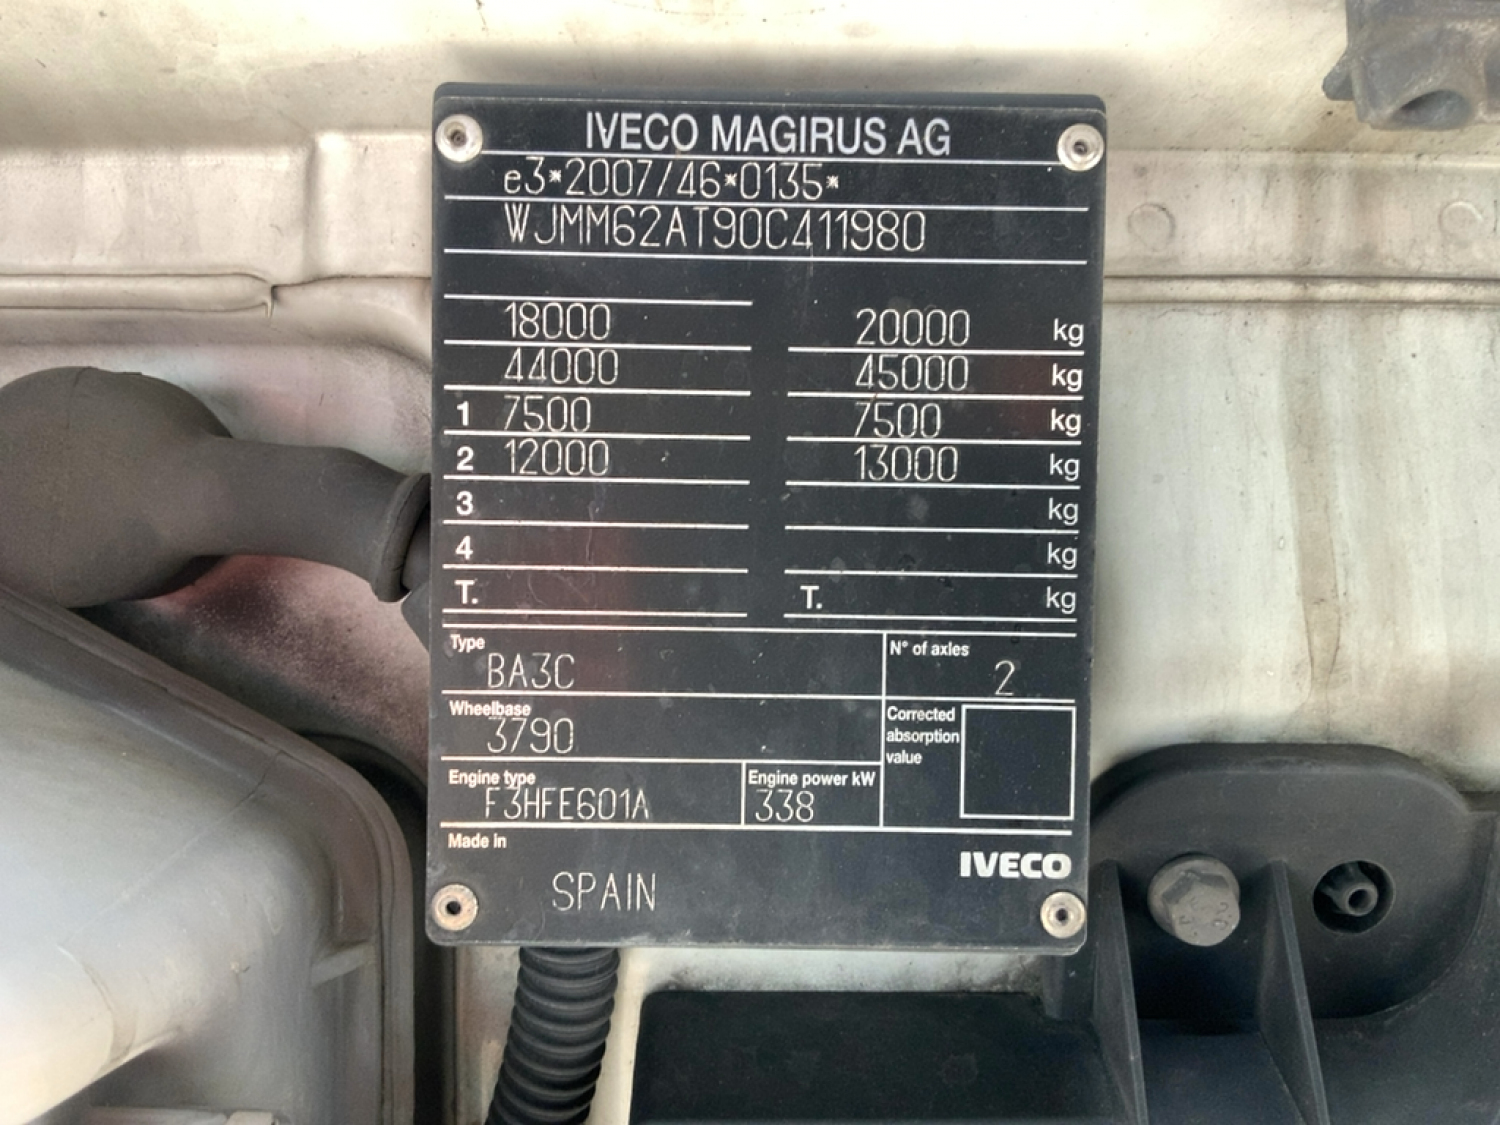 IVECO MAGIRUS AG
e3*2007/46*0135*
WJMM62AT90C411980
18000 20000 kg
44000 45000 kg
1 7500 7500 kg
2 12000 13000 kg
3 kg
4 kg
T. T. kg
Type N° of axles
BA3C 2
Wheelbase Corrected absorption value
3790
Engine type Engine power kW
F3HFE601A 338
Made in
IVECO
SPAIN